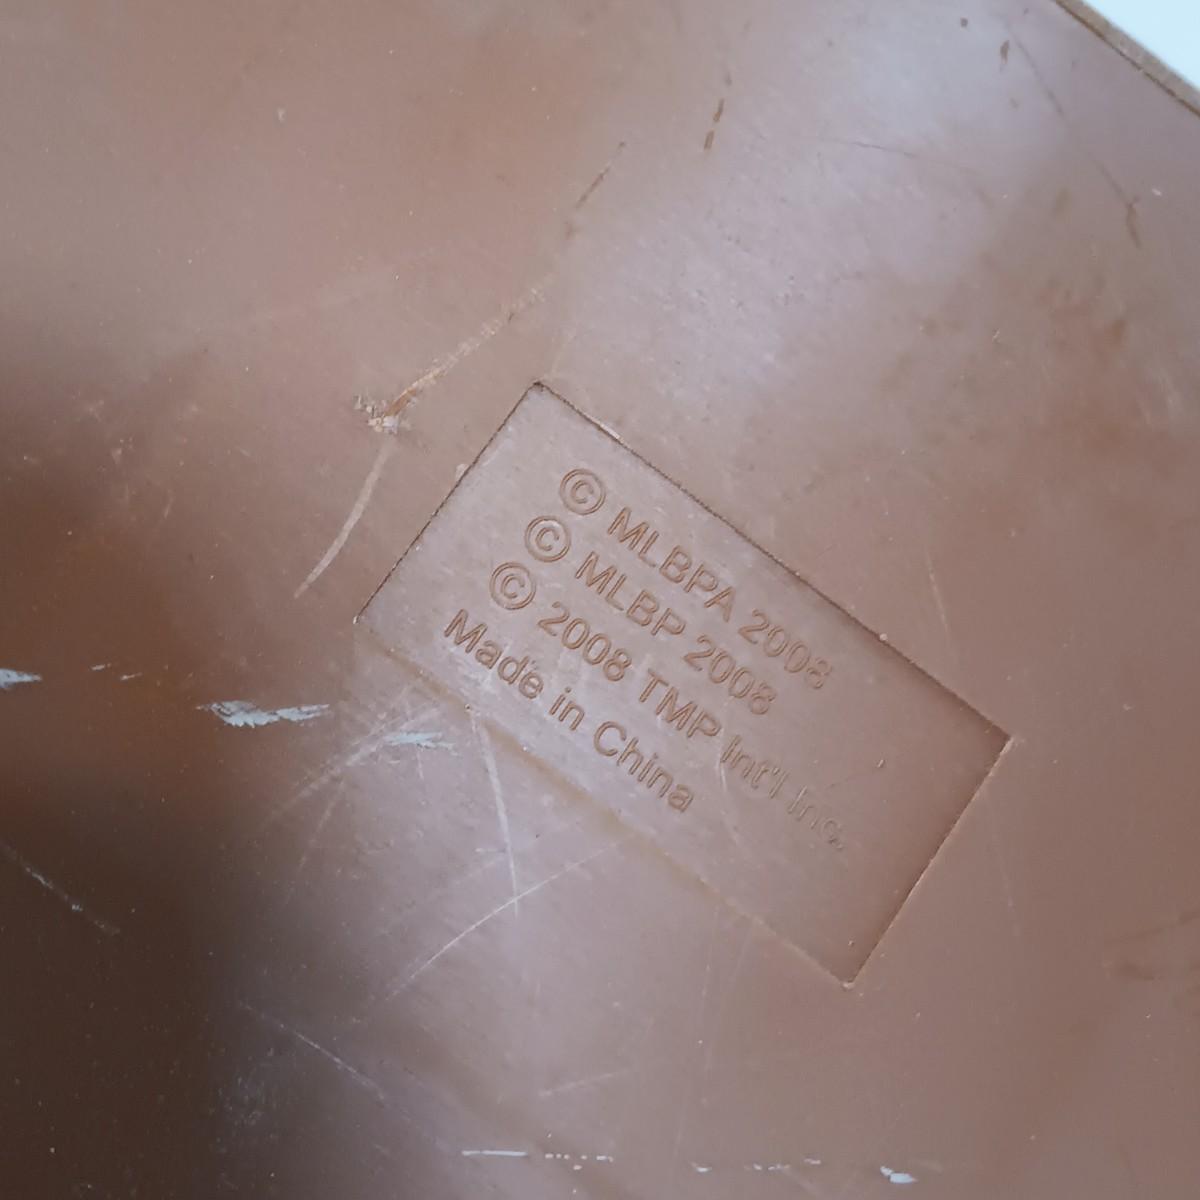 © MLBPA 2008
© MLBP 2008
© 2008 TMP Int'l Inc.
Made in China